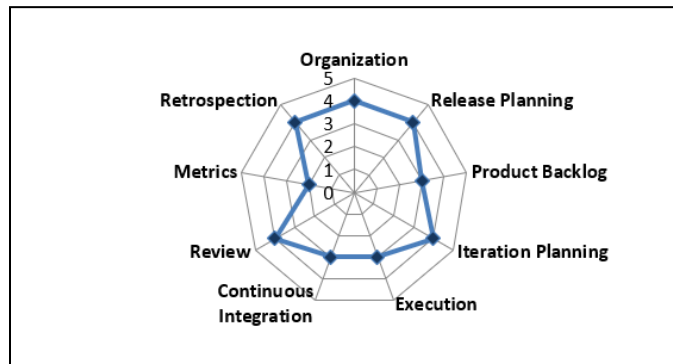 Organization
5
4
3
2
1
0
Release Planning
Product Backlog
Iteration Planning
Execution
Continuous
Integration
Review
Metrics
Retrospection